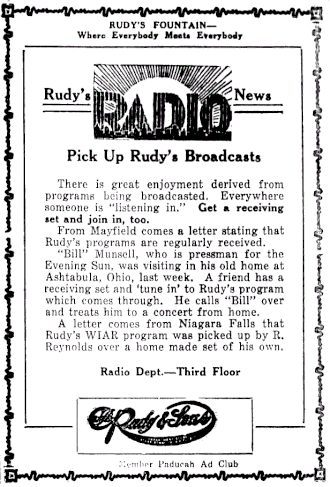 RUDY'S FOUNTAIN—
Where Everybody Meets Everybody
Rudy's RADIO News
Pick Up Rudy's Broadcasts
There is great enjoyment derived from
programs being broadcasted. Everywhere
someone is "listening in." Get a receiving
set and join in, too.
From Mayfield comes a letter stating that
Rudy's programs are regularly received.
"Bill" Munsell, who is pressman for the
Evening Sun, was visiting in his old home at
Ashtabula, Ohio, last week. A friend has a
receiving set and 'tune in' to Rudy's program
which comes through. He calls "Bill" over
and treats him to a concert from home.
A letter comes from Niagara Falls that
Rudy's WIAR program was picked up by R.
Reynolds over a home made set of his own.
Radio Dept.—Third Floor
Rudy & Sons
Member Paducah Ad Club